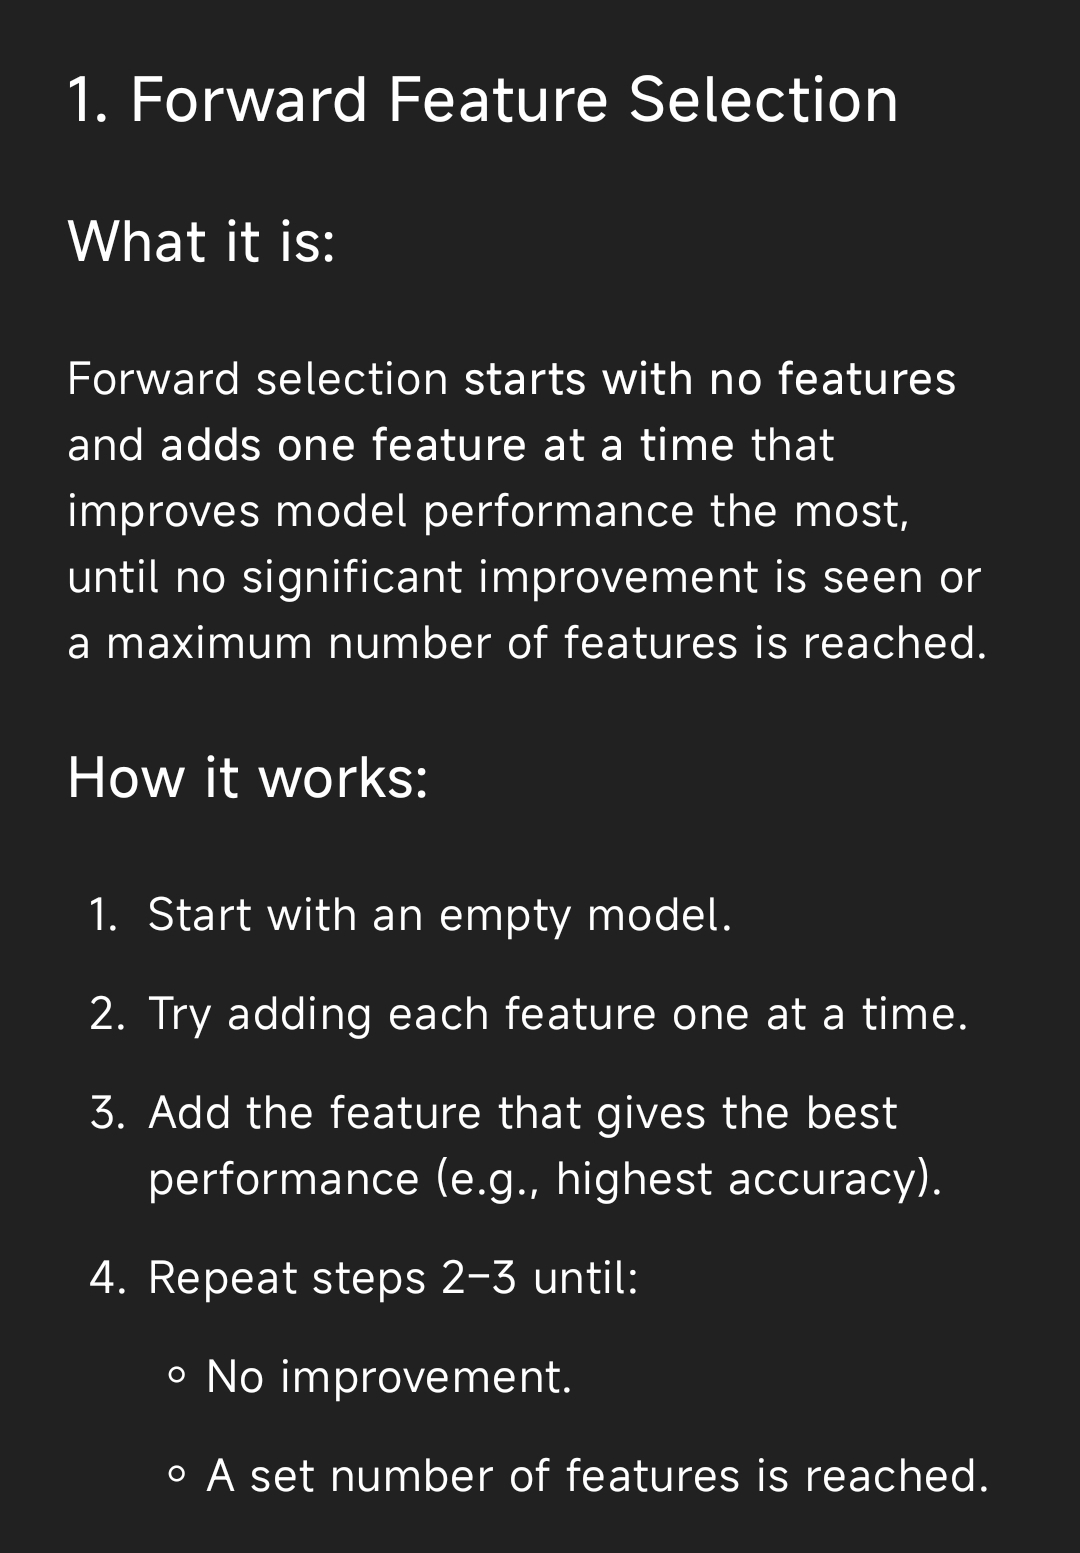 1. Forward Feature Selection
What it is:
Forward selection starts with no features
and adds one feature at a time that
improves model performance the most,
until no significant improvement is seen or
a maximum number of features is reached.
How it works:
1. Start with an empty model.
2. Try adding each feature one at a time.
3. Add the feature that gives the best
performance (e.g., highest accuracy).
4. Repeat steps 2–3 until:
◦ No improvement.
◦ A set number of features is reached.